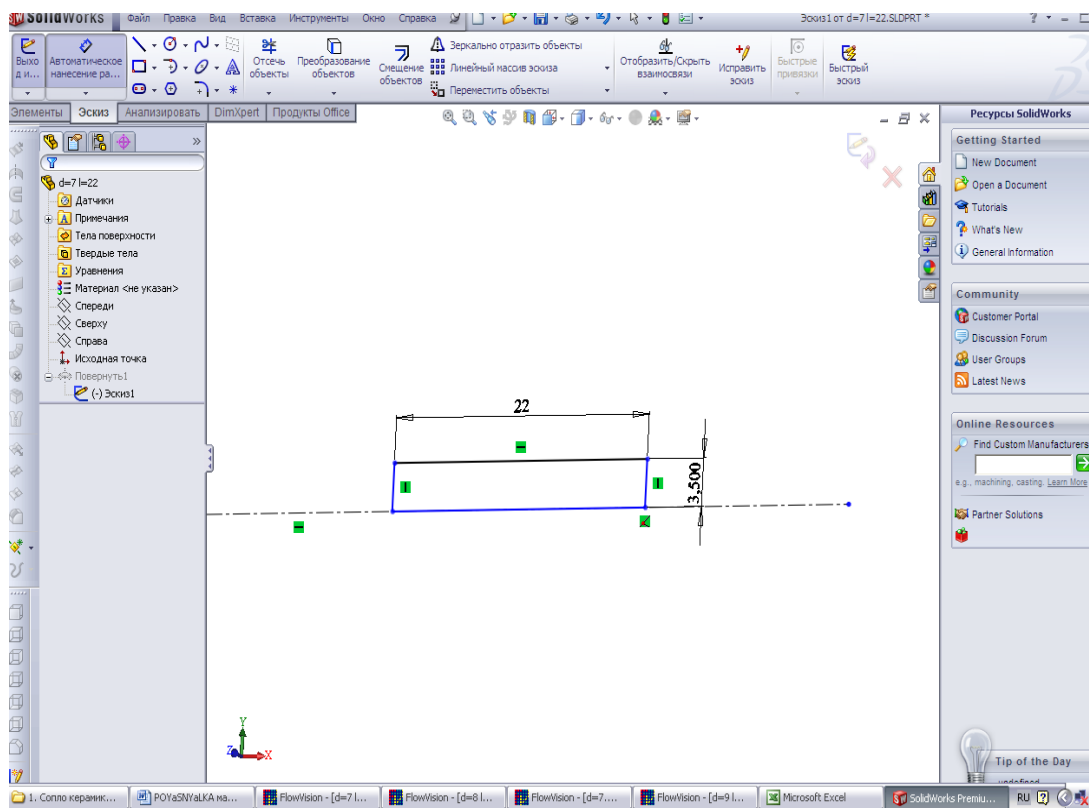 SolidWorks Файл Правка Вид Вставка Инструменты Окно Справка Эскиз1 от d=7 l=22.SLDPRT *
Выхо
д и...
Автоматическое
нанесение ра...
Отсечь
объекты
Преобразование
объектов
Смещение
объектов
Зеркально отразить объекты
Линейный массив эскиза
Переместить объекты
Отобразить/Скрыть
взаимосвязи
Исправить
эскиз
Быстрые
привязки
Быстрый
эскиз
Элементы Эскиз Анализировать DimXpert Продукты Office
d=7 l=22
Датчики
Примечания
Тела поверхности
Твердые тела
Уравнения
Материал <не указан>
Спереди
Сверху
Справа
Исходная точка
Повернуть1
(-) Эскиз1
22
3,500
Y
Z
X
Ресурсы SolidWorks
Getting Started
New Document
Open a Document
Tutorials
What's New
General Information
Community
Customer Portal
Discussion Forum
User Groups
Latest News
Online Resources
Find Custom Manufacturers
e.g., machining, casting. Learn More
Partner Solutions
Tip of the Day
1. Сопло керамик... POYaSNYaLKA ма... FlowVision - [d=7 l... FlowVision - [d=8 l... FlowVision - [d=7.... FlowVision - [d=9 l... Microsoft Excel SolidWorks Premiu... RU